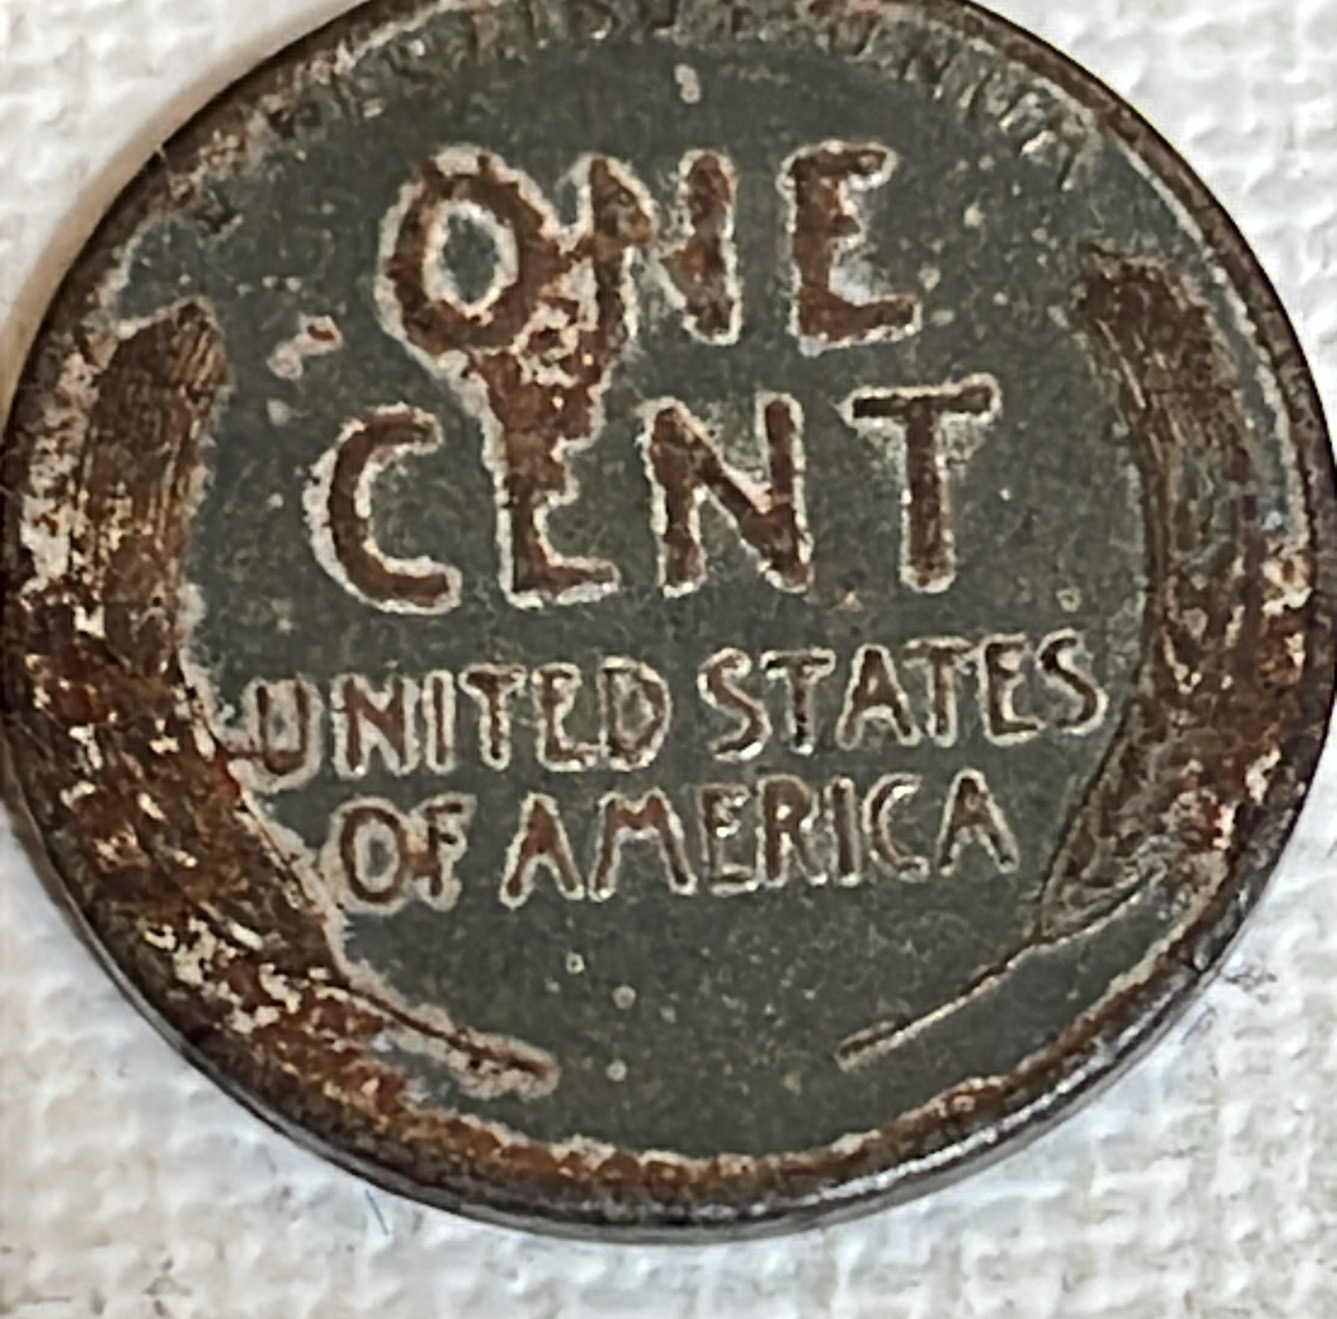 ONE
CENT
UNITED STATES
OF AMERICA